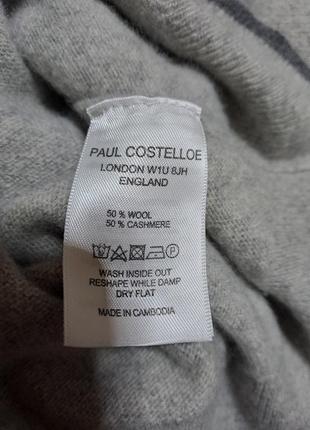 PAUL COSTELLOE
LONDON W1U 8JH
ENGLAND
50 % WOOL
50 % CASHMERE
WASH INSIDE OUT
RESHAPE WHILE DAMP
DRY FLAT
MADE IN CAMBODIA